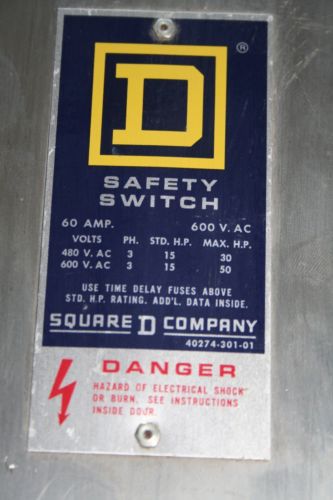 D
®
SAFETY
SWITCH
60 AMP. 600 V. AC
VOLTS PH. STD. H.P. MAX. H.P.
480 V. AC 3 15 30
600 V. AC 3 15 50
USE TIME DELAY FUSES ABOVE
STD. H.P. RATING. ADD'L. DATA INSIDE.
SQUARE D COMPANY
40274-301-01
DANGER
HAZARD OF ELECTRICAL SHOCK
OR BURN. SEE INSTRUCTIONS
INSIDE DOOR.